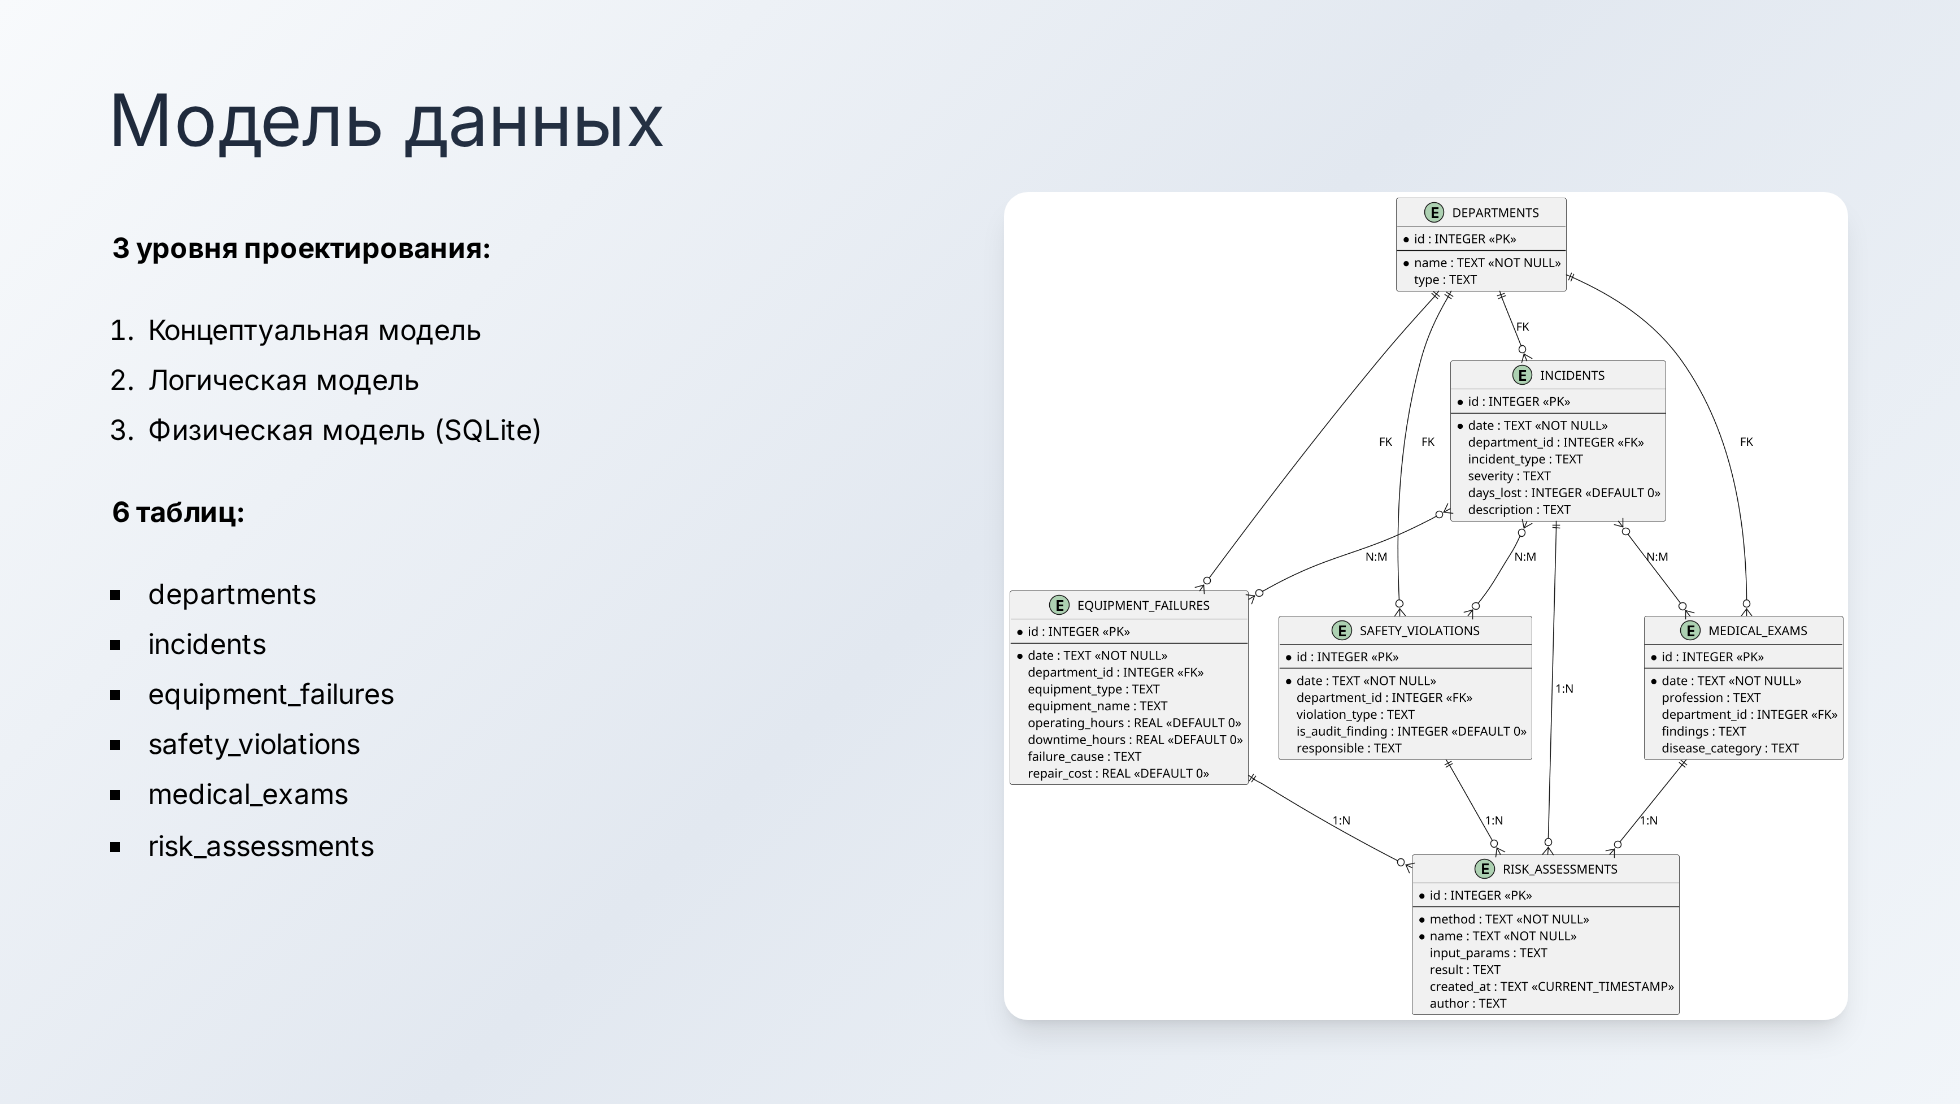 Модель данных
3 уровня проектирования:
1. Концептуальная модель
2. Логическая модель
3. Физическая модель (SQLite)
6 таблиц:
▪ departments
▪ incidents
▪ equipment_failures
▪ safety_violations
▪ medical_exams
▪ risk_assessments
E DEPARTMENTS
• id : INTEGER «PK»
• name : TEXT «NOT NULL»
type : TEXT
FK
E INCIDENTS
• id : INTEGER «PK»
• date : TEXT «NOT NULL»
department_id : INTEGER «FK»
incident_type : TEXT
severity : TEXT
days_lost : INTEGER «DEFAULT 0»
description : TEXT
FK
FK
FK
N:M
N:M
N:M
E EQUIPMENT_FAILURES
• id : INTEGER «PK»
• date : TEXT «NOT NULL»
department_id : INTEGER «FK»
equipment_type : TEXT
equipment_name : TEXT
operating_hours : REAL «DEFAULT 0»
downtime_hours : REAL «DEFAULT 0»
failure_cause : TEXT
repair_cost : REAL «DEFAULT 0»
E SAFETY_VIOLATIONS
• id : INTEGER «PK»
• date : TEXT «NOT NULL»
department_id : INTEGER «FK»
violation_type : TEXT
is_audit_finding : INTEGER «DEFAULT 0»
responsible : TEXT
1:N
E MEDICAL_EXAMS
• id : INTEGER «PK»
• date : TEXT «NOT NULL»
profession : TEXT
department_id : INTEGER «FK»
findings : TEXT
disease_category : TEXT
1:N
1:N
1:N
E RISK_ASSESSMENTS
• id : INTEGER «PK»
• method : TEXT «NOT NULL»
• name : TEXT «NOT NULL»
input_params : TEXT
result : TEXT
created_at : TEXT «CURRENT_TIMESTAMP»
author : TEXT